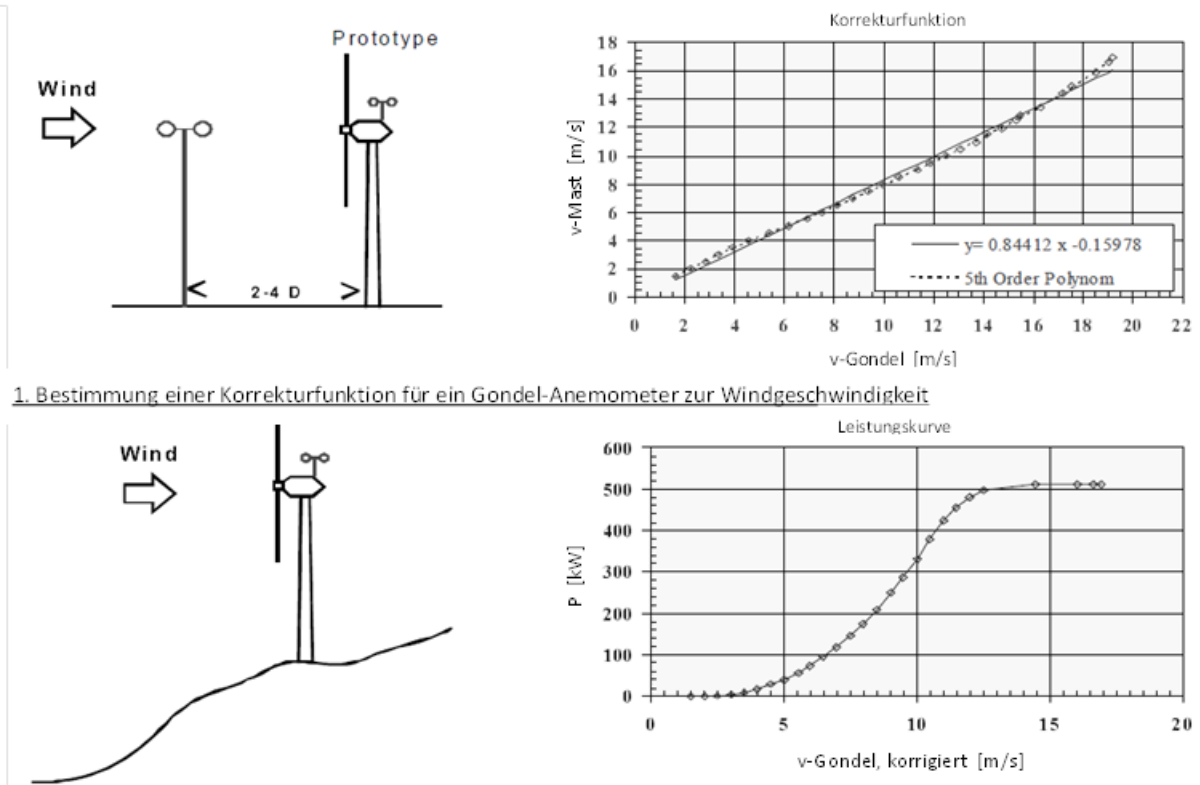 Prototype
Wind
2-4 D
Korrekturfunktion
v-Mast [m/s]
18
16
14
12
10
8
6
4
2
0
y= 0.84412 x -0.15978
5th Order Polynom
0 2 4 6 8 10 12 14 16 18 20 22
v-Gondel [m/s]
1. Bestimmung einer Korrekturfunktion für ein Gondel-Anemometer zur Windgeschwindigkeit
Wind
Leistungskurve
P [kW]
600
500
400
300
200
100
0
0 5 10 15 20
v-Gondel, korrigiert [m/s]